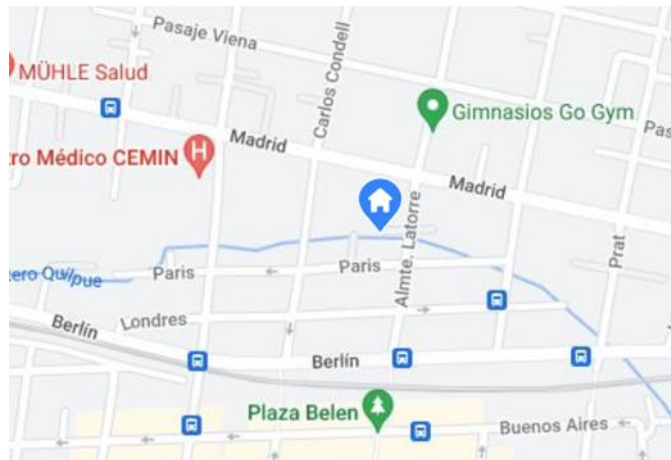 Pasaje Viena
MÜHLE Salud
Carlos Condell
Gimnasios Go Gym
Pas
Madrid
tro Médico CEMIN
H
Madrid
Almte. Latorre
Prat
Paris
Paris
tero Quilpue
Londres
Berlín
Berlín
Plaza Belen
Buenos Aires